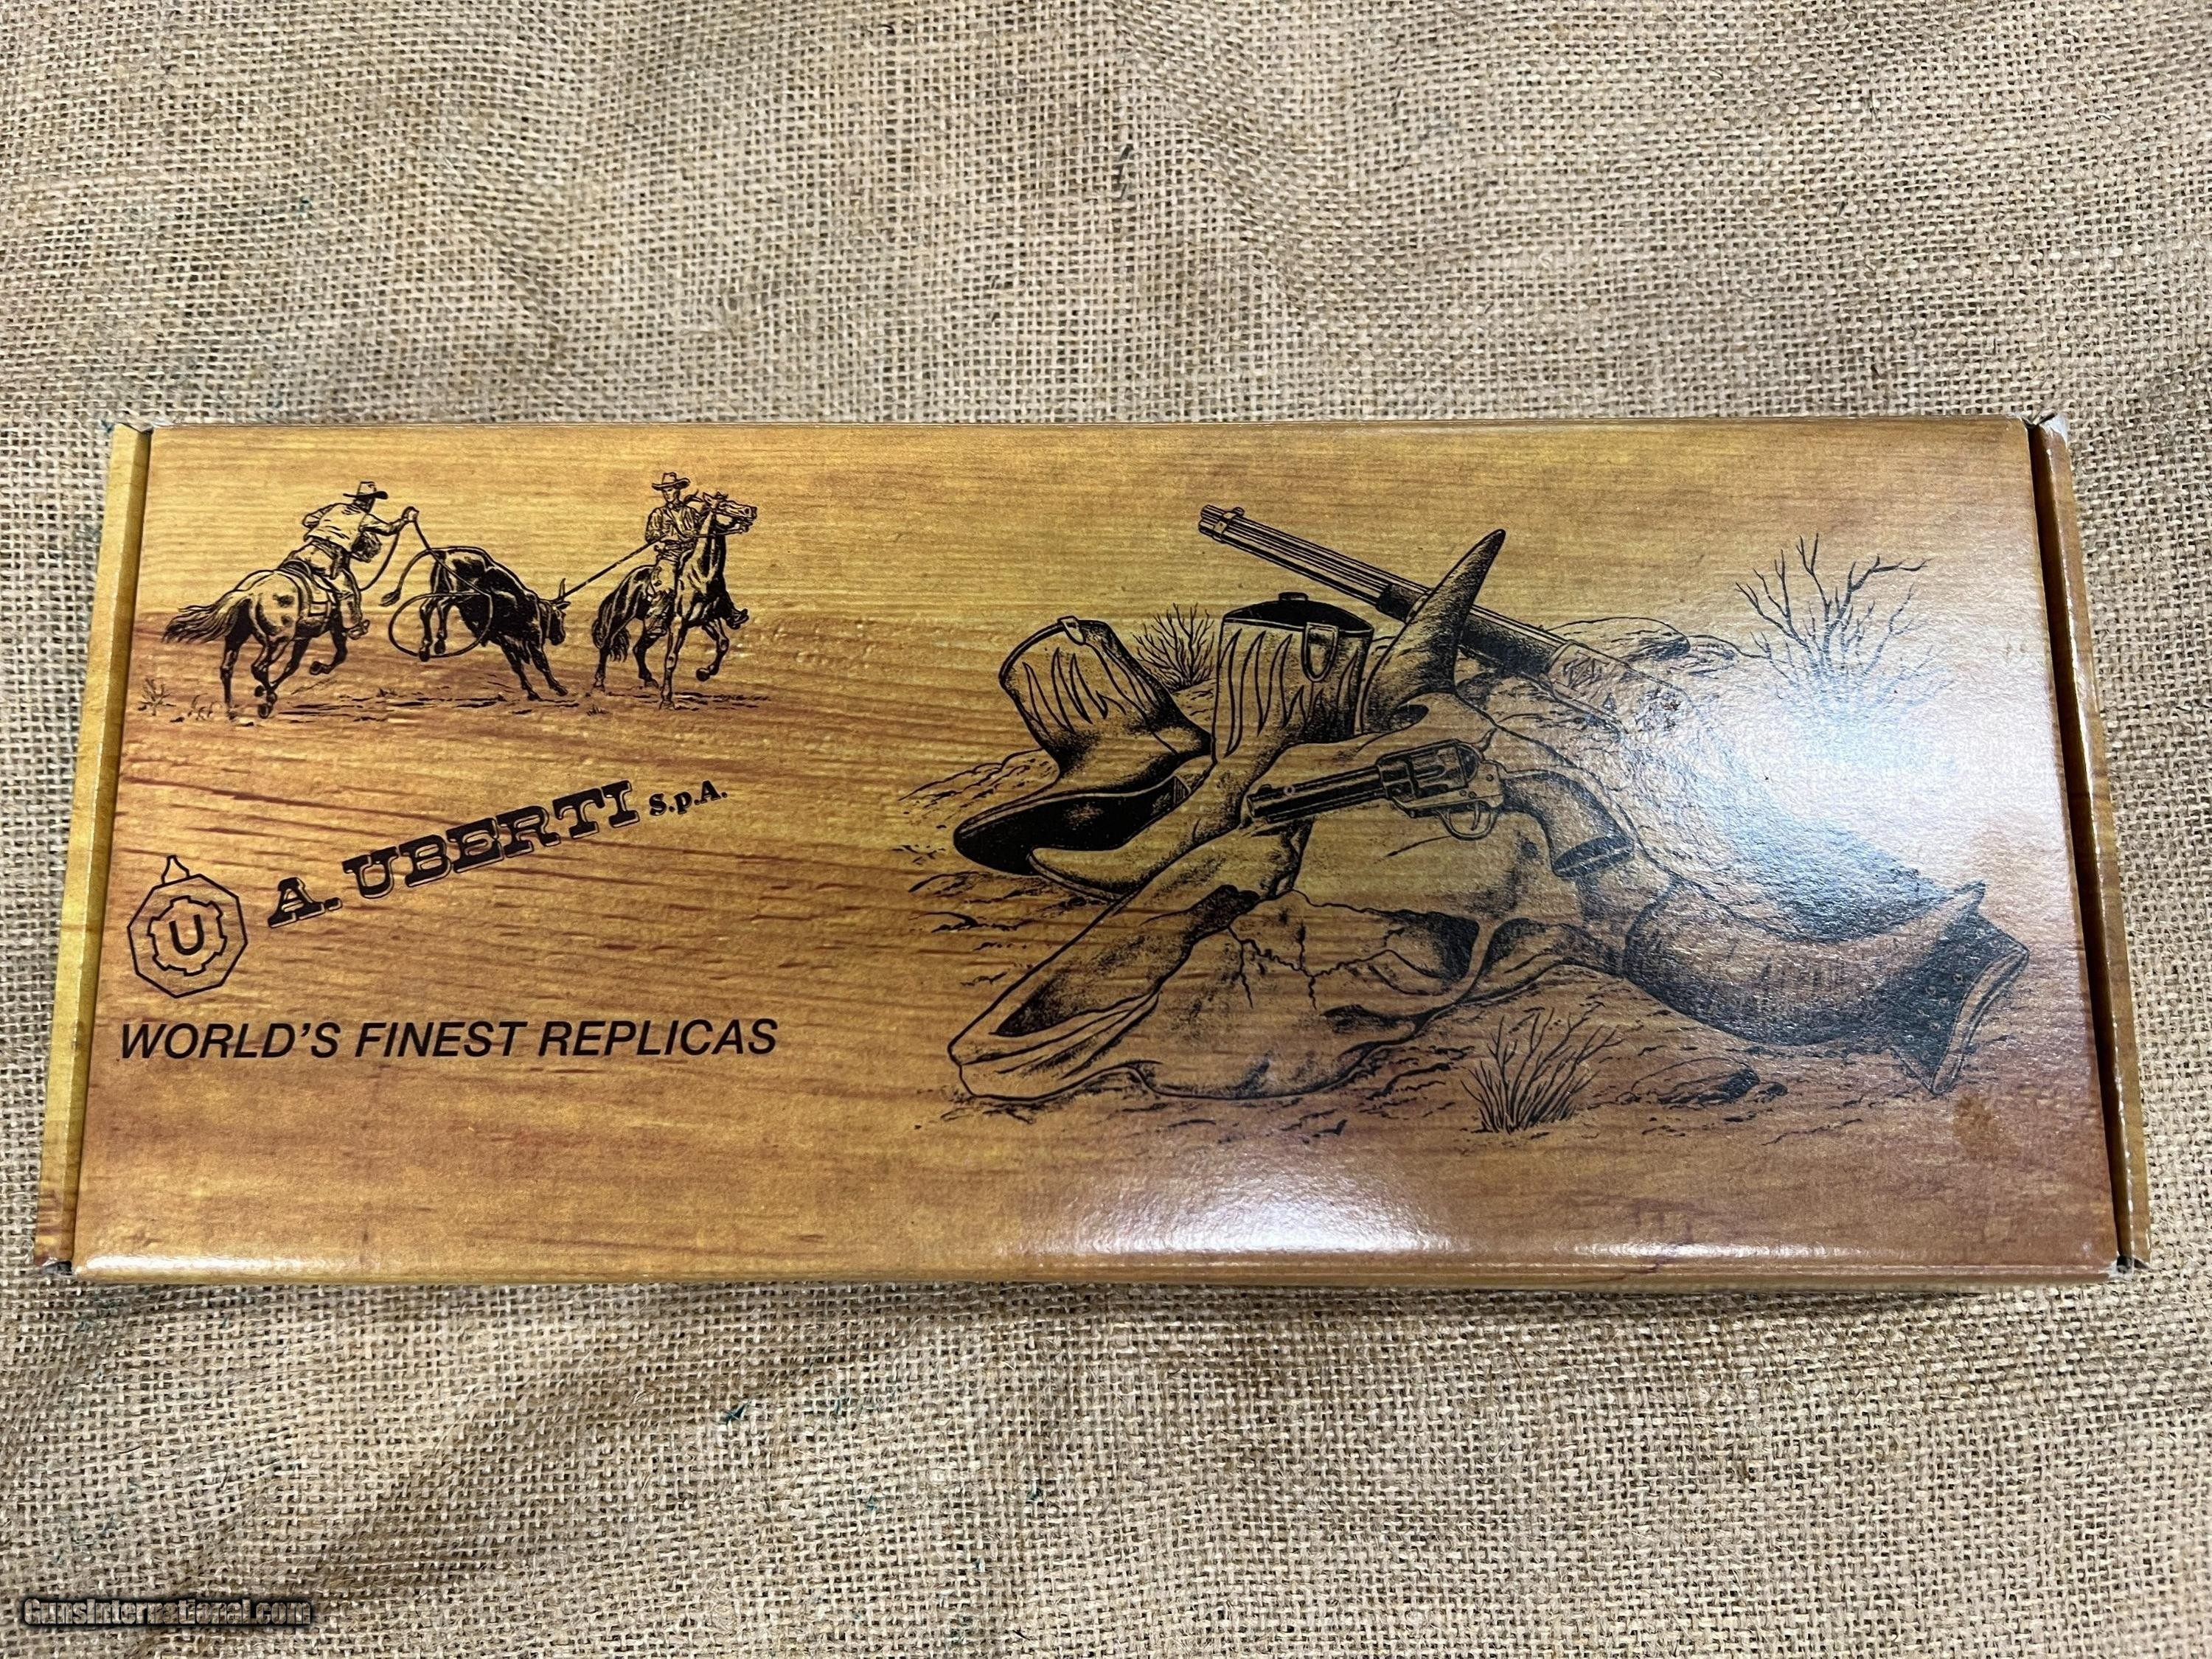 A. UBERTI S.p.A.
U
WORLD'S FINEST REPLICAS
GunsInternational.com